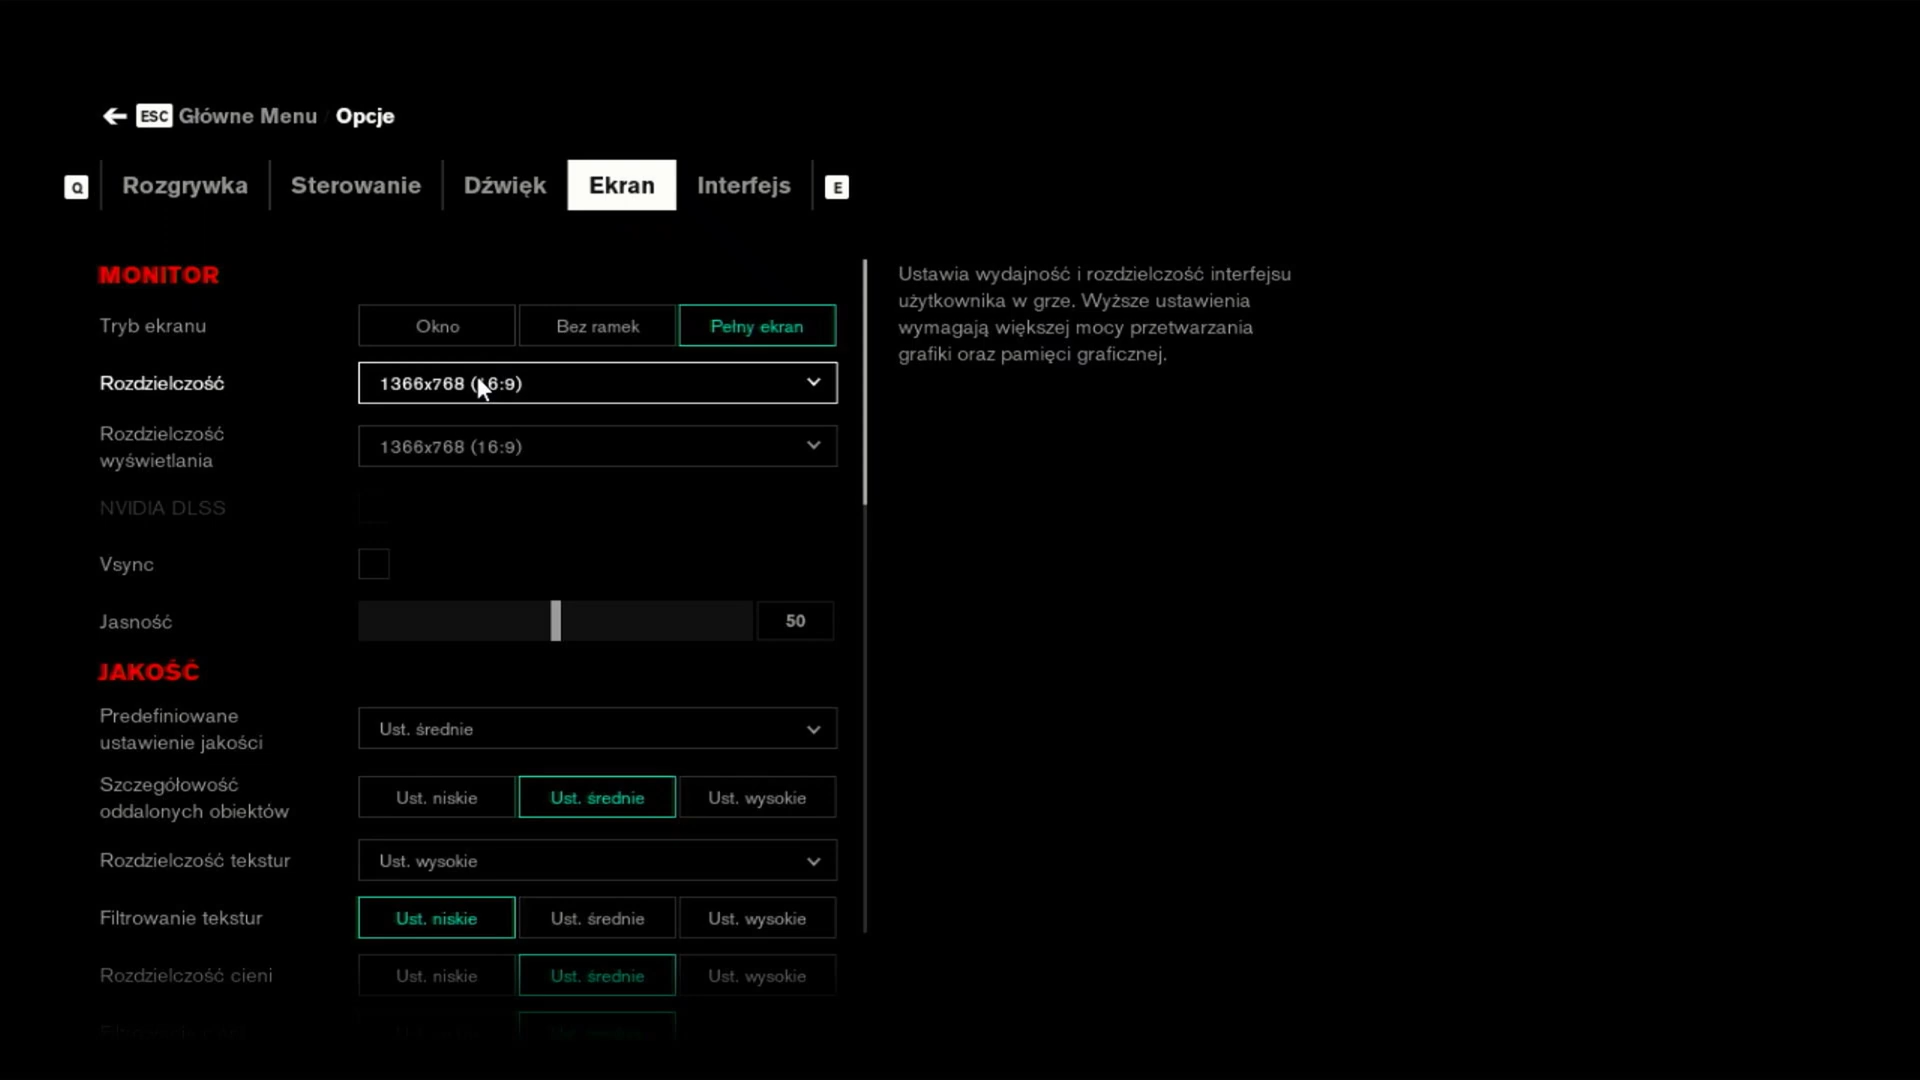 ESC Główne Menu / Opcje
Q Rozgrywka Sterowanie Dźwięk Ekran Interfejs E
MONITOR
Tryb ekranu Okno Bez ramek Pełny ekran
Rozdzielczość 1366x768 (16:9)
Rozdzielczość
wyświetlania
1366x768 (16:9)
NVIDIA DLSS
Vsync
Jasność 50
JAKOŚĆ
Predefiniowane
ustawienie jakości
Ust. średnie
Szczegółowość
oddalonych obiektów
Ust. niskie Ust. średnie Ust. wysokie
Rozdzielczość tekstur Ust. wysokie
Filtrowanie tekstur Ust. niskie Ust. średnie Ust. wysokie
Rozdzielczość cieni Ust. niskie Ust. średnie Ust. wysokie
Ustawia wydajność i rozdzielczość interfejsu
użytkownika w grze. Wyższe ustawienia
wymagają większej mocy przetwarzania
grafiki oraz pamięci graficznej.